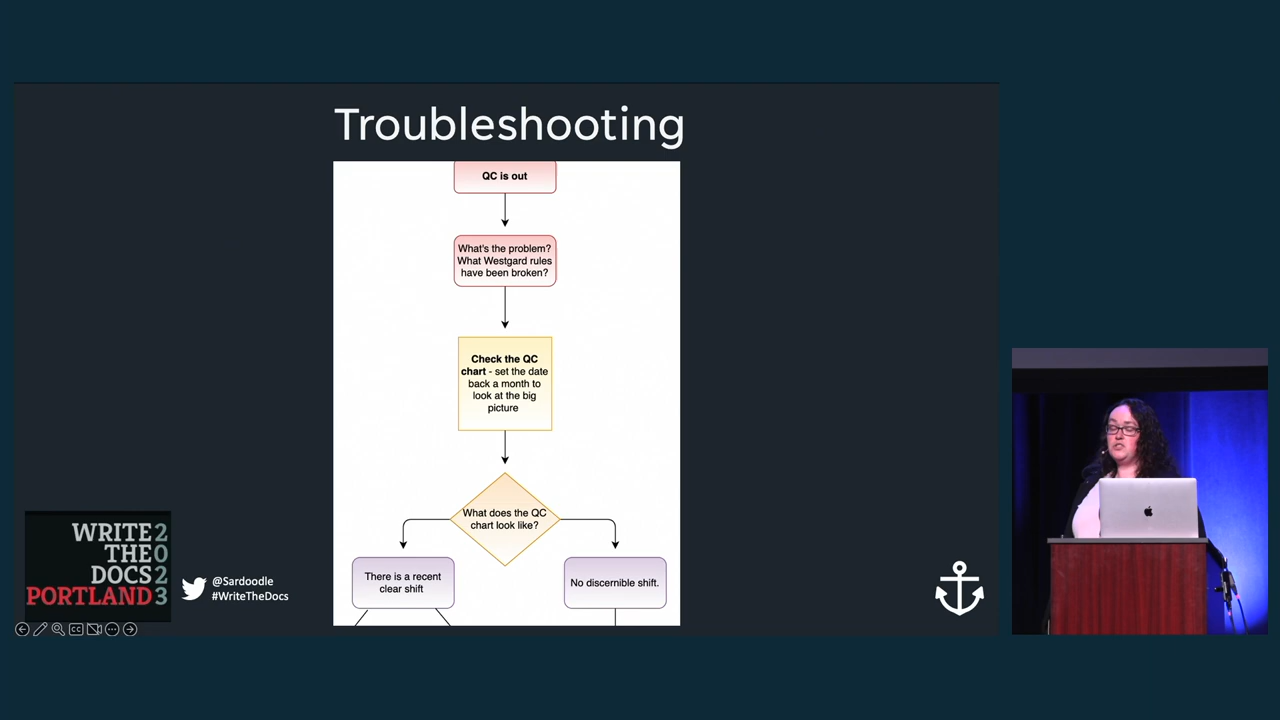 Troubleshooting
QC is out
What's the problem?
What Westgard rules
have been broken?
Check the QC
chart - set the date
back a month to
look at the big
picture
What does the QC
chart look like?
There is a recent
clear shift
No discernible shift.
WRITE 2
THE 0
DOCS 2
PORTLAND 3
@Sardoodle
#WriteTheDocs
CC